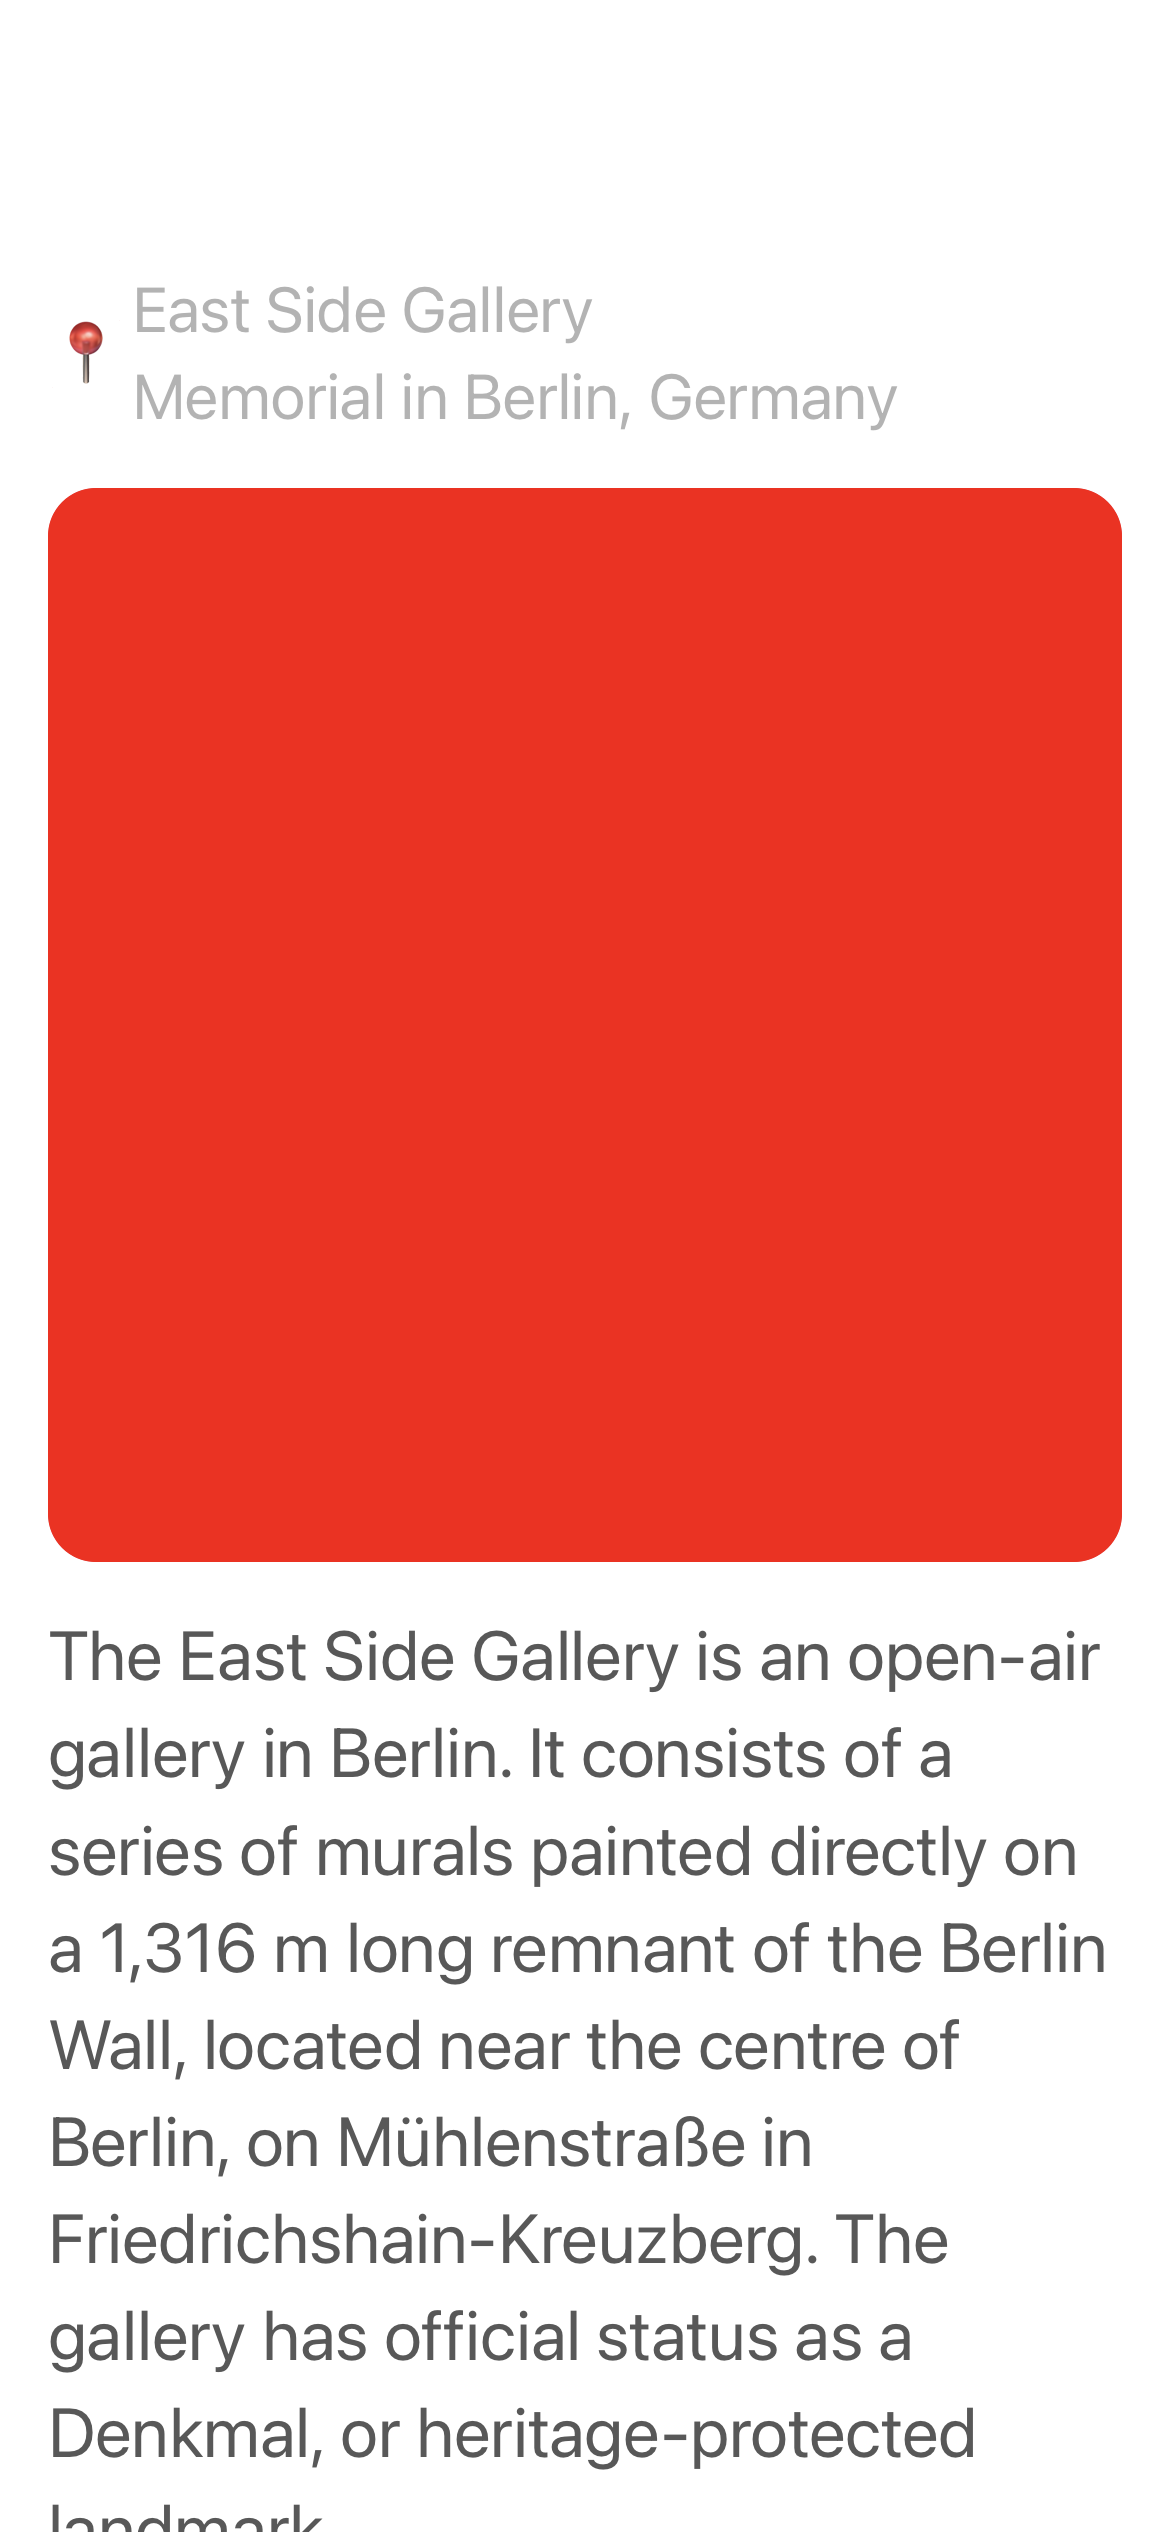 East Side Gallery
Memorial in Berlin, Germany
The East Side Gallery is an open-air
gallery in Berlin. It consists of a
series of murals painted directly on
a 1,316 m long remnant of the Berlin
Wall, located near the centre of
Berlin, on Mühlenstraße in
Friedrichshain-Kreuzberg. The
gallery has official status as a
Denkmal, or heritage-protected
landmark